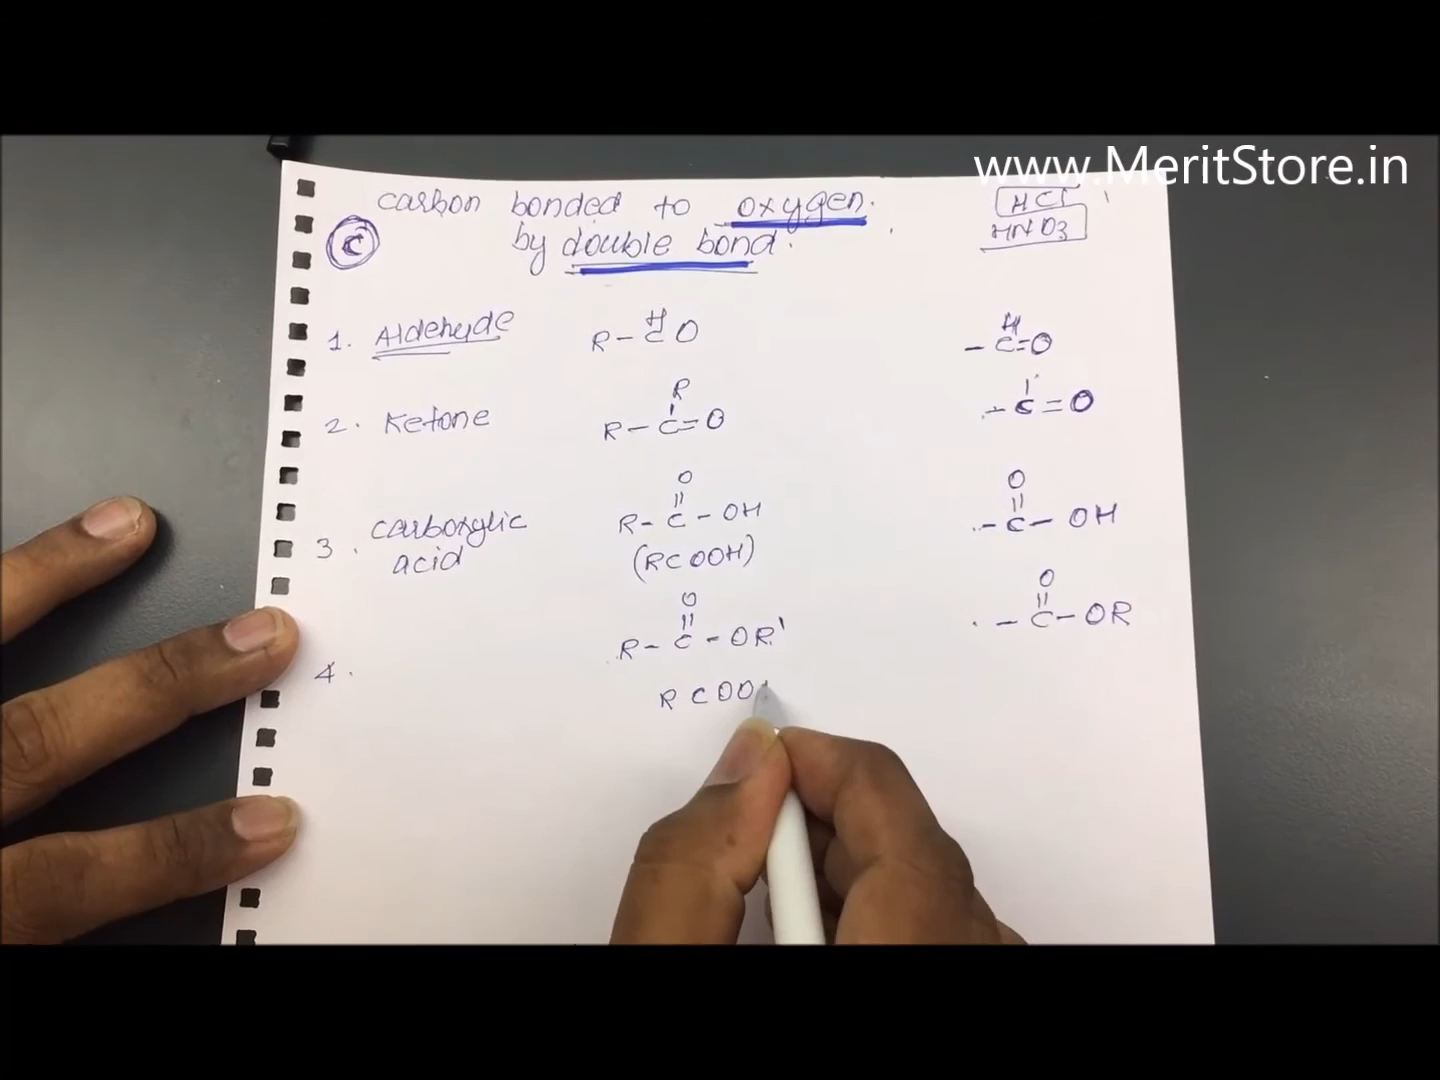 www.MeritStore.in
carbon bonded to oxygen.
C by double bond.
HCl
HNO3
1. Aldehyde R - C O H - C = O H
2. Ketone R - C = O R - C = O
3. carboxylic acid R - C - OH O - C - OH O
(RCOOH)
4. R - C - OR' O - C - OR O
R C O O